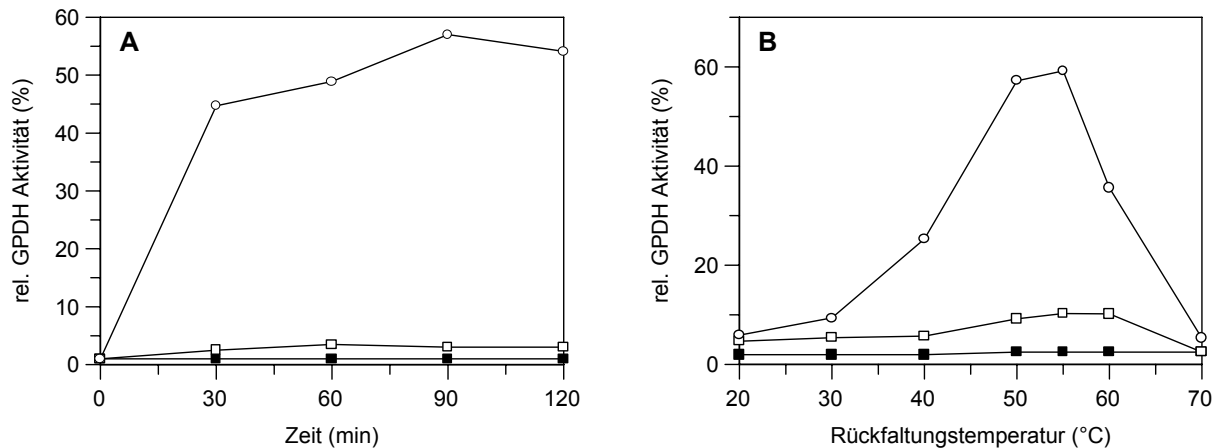 A
rel. GPDH Aktivität (%)
60
50
40
30
20
10
0
0 30 60 90 120
Zeit (min)
B
rel. GPDH Aktivität (%)
60
40
20
0
20 30 40 50 60 70
Rückfaltungstemperatur (°C)